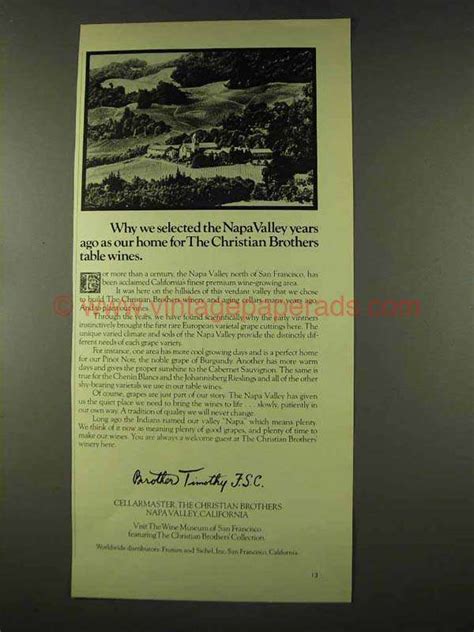 Why we selected the Napa Valley years
ago as our home for The Christian Brothers
table wines.
For more than a century, the Napa Valley north of San Francisco, has
been acclaimed California's finest premium wine-growing area.
It was here on the hillsides of this verdant valley that we chose
to build The Christian Brothers winery and aging cellars many years ago.
And to grow our vines.
www.vintagepaperads.com
Through the years, we have found scientifically, why the early vintners
instinctively brought the first rare European varietal grape cuttings here. The
unique varied climate and soils of the Napa Valley provide the distinctly dif-
ferent needs of each grape variety.
For instance, one area has more cool growing days and is a perfect home
for our Pinot Noir, the noble grape of Burgundy. Another has more warm
days and gives the proper sunshine to the Cabernet Sauvignon. The same is
true for the Chenin Blancs and the Johannisberg Rieslings and all of the other
shy-bearing varietals we use in our table wines.
Of course, grapes are just part of our story. The Napa Valley has given
us the quiet place we need to bring the wines to life . . . slowly, patiently in
our own way. A tradition of quality we will never change.
Long ago the Indians named our valley "Napa," which means plenty.
We think of it now as meaning plenty of good grapes, and plenty of time to
make our wines. You are always a welcome guest at The Christian Brothers'
winery here.
Brother Timothy F.S.C.
CELLARMASTER, THE CHRISTIAN BROTHERS
NAPA VALLEY, CALIFORNIA
Visit The Wine Museum of San Francisco
featuring The Christian Brothers' Collection.
Worldwide distributors: Fromm and Sichel, Inc. San Francisco, California.
13